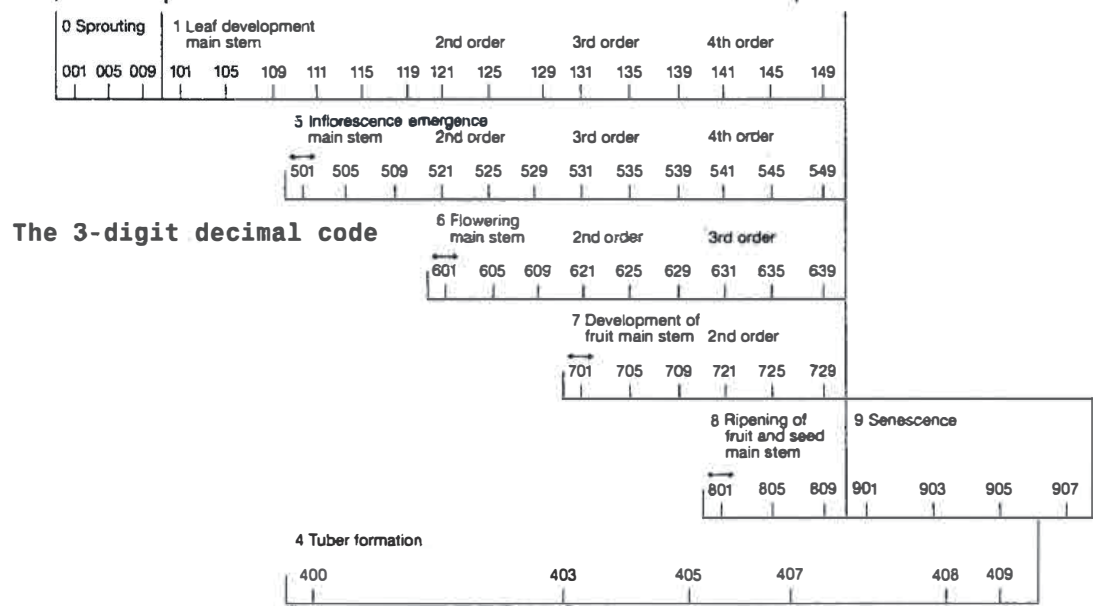 0 Sprouting 1 Leaf development
main stem 2nd order 3rd order 4th order
001 005 009 101 105 109 111 115 119 121 125 129 131 135 139 141 145 149
5 Inflorescence emergence
main stem 2nd order 3rd order 4th order
501 505 509 521 525 529 531 535 539 541 545 549
The 3-digit decimal code
6 Flowering
main stem 2nd order 3rd order
601 605 609 621 625 629 631 635 639
7 Development of
fruit main stem 2nd order
701 705 709 721 725 729
8 Ripening of 9 Senescence
fruit and seed
main stem
801 805 809 901 903 905 907
4 Tuber formation
400 403 405 407 408 409